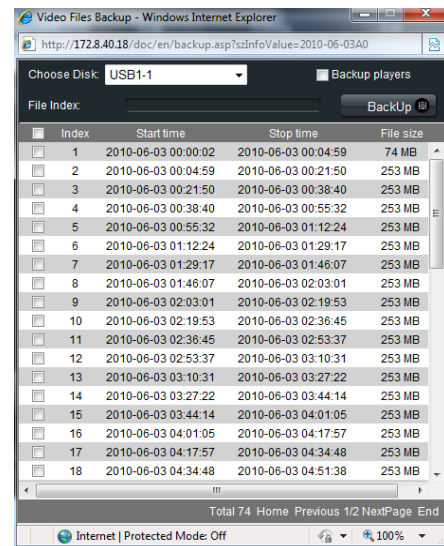 Video Files Backup - Windows Internet Explorer
http://172.8.40.18/doc/en/backup.asp?szInfoValue=2010-06-03A0
Choose Disk: USB1-1 Backup players
File Index: BackUp
Index Start time Stop time File size
1 2010-06-03 00:00:02 2010-06-03 00:04:59 74 MB
2 2010-06-03 00:04:59 2010-06-03 00:21:50 253 MB
3 2010-06-03 00:21:50 2010-06-03 00:38:40 253 MB
4 2010-06-03 00:38:40 2010-06-03 00:55:32 253 MB
5 2010-06-03 00:55:32 2010-06-03 01:12:24 253 MB
6 2010-06-03 01:12:24 2010-06-03 01:29:17 253 MB
7 2010-06-03 01:29:17 2010-06-03 01:46:07 253 MB
8 2010-06-03 01:46:07 2010-06-03 02:03:01 253 MB
9 2010-06-03 02:03:01 2010-06-03 02:19:53 253 MB
10 2010-06-03 02:19:53 2010-06-03 02:36:45 253 MB
11 2010-06-03 02:36:45 2010-06-03 02:53:37 253 MB
12 2010-06-03 02:53:37 2010-06-03 03:10:31 253 MB
13 2010-06-03 03:10:31 2010-06-03 03:27:22 253 MB
14 2010-06-03 03:27:22 2010-06-03 03:44:14 253 MB
15 2010-06-03 03:44:14 2010-06-03 04:01:05 253 MB
16 2010-06-03 04:01:05 2010-06-03 04:17:57 253 MB
17 2010-06-03 04:17:57 2010-06-03 04:34:48 253 MB
18 2010-06-03 04:34:48 2010-06-03 04:51:38 253 MB
Total 74 Home Previous 1/2 NextPage End
Internet | Protected Mode: Off 100%